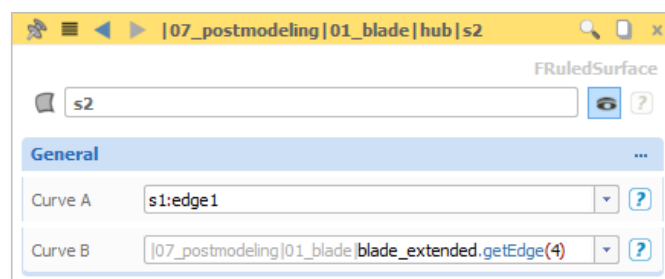 |07_postmodeling|01_blade|hub|s2
FRuledSurface
s2
?
General
...
Curve A
s1:edge1
?
Curve B
|07_postmodeling|01_blade|blade_extended.getEdge(4)
?